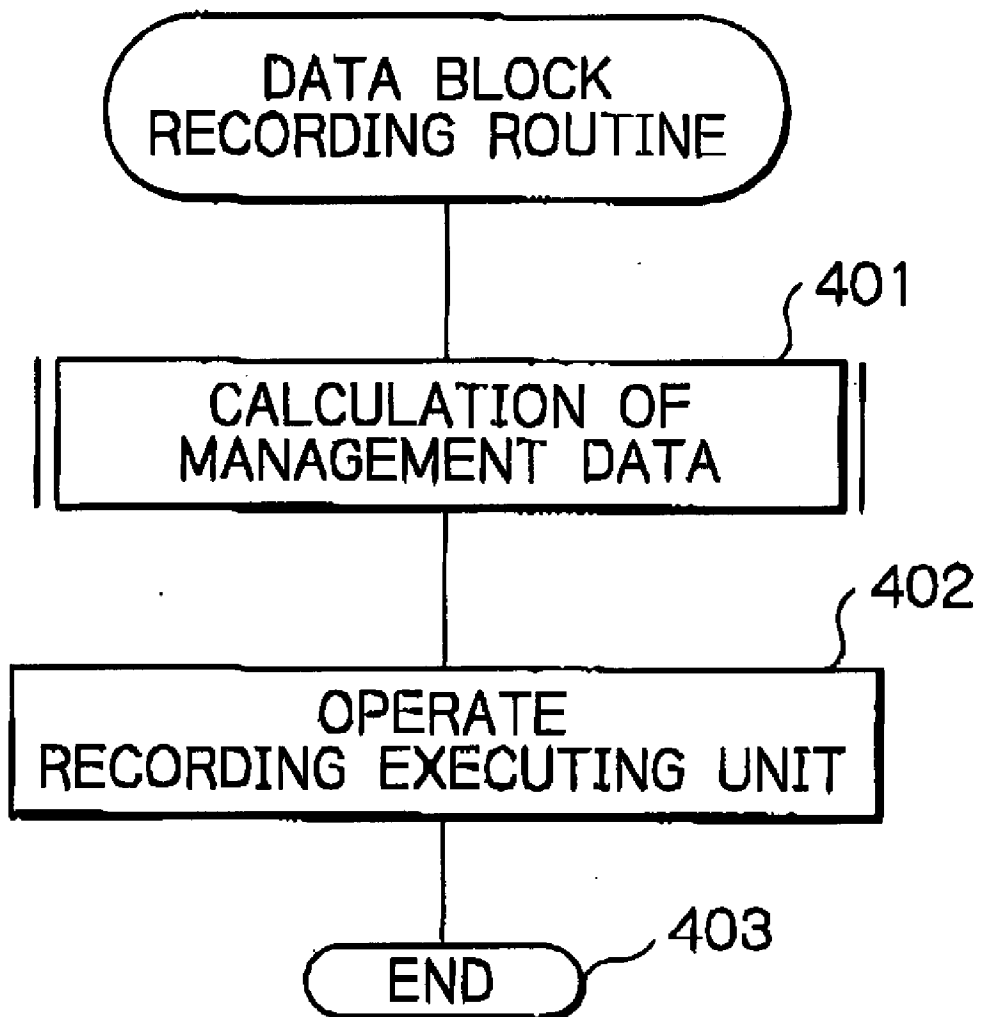 DATA BLOCK
RECORDING ROUTINE
401
CALCULATION OF
MANAGEMENT DATA
402
OPERATE
RECORDING EXECUTING UNIT
403
END